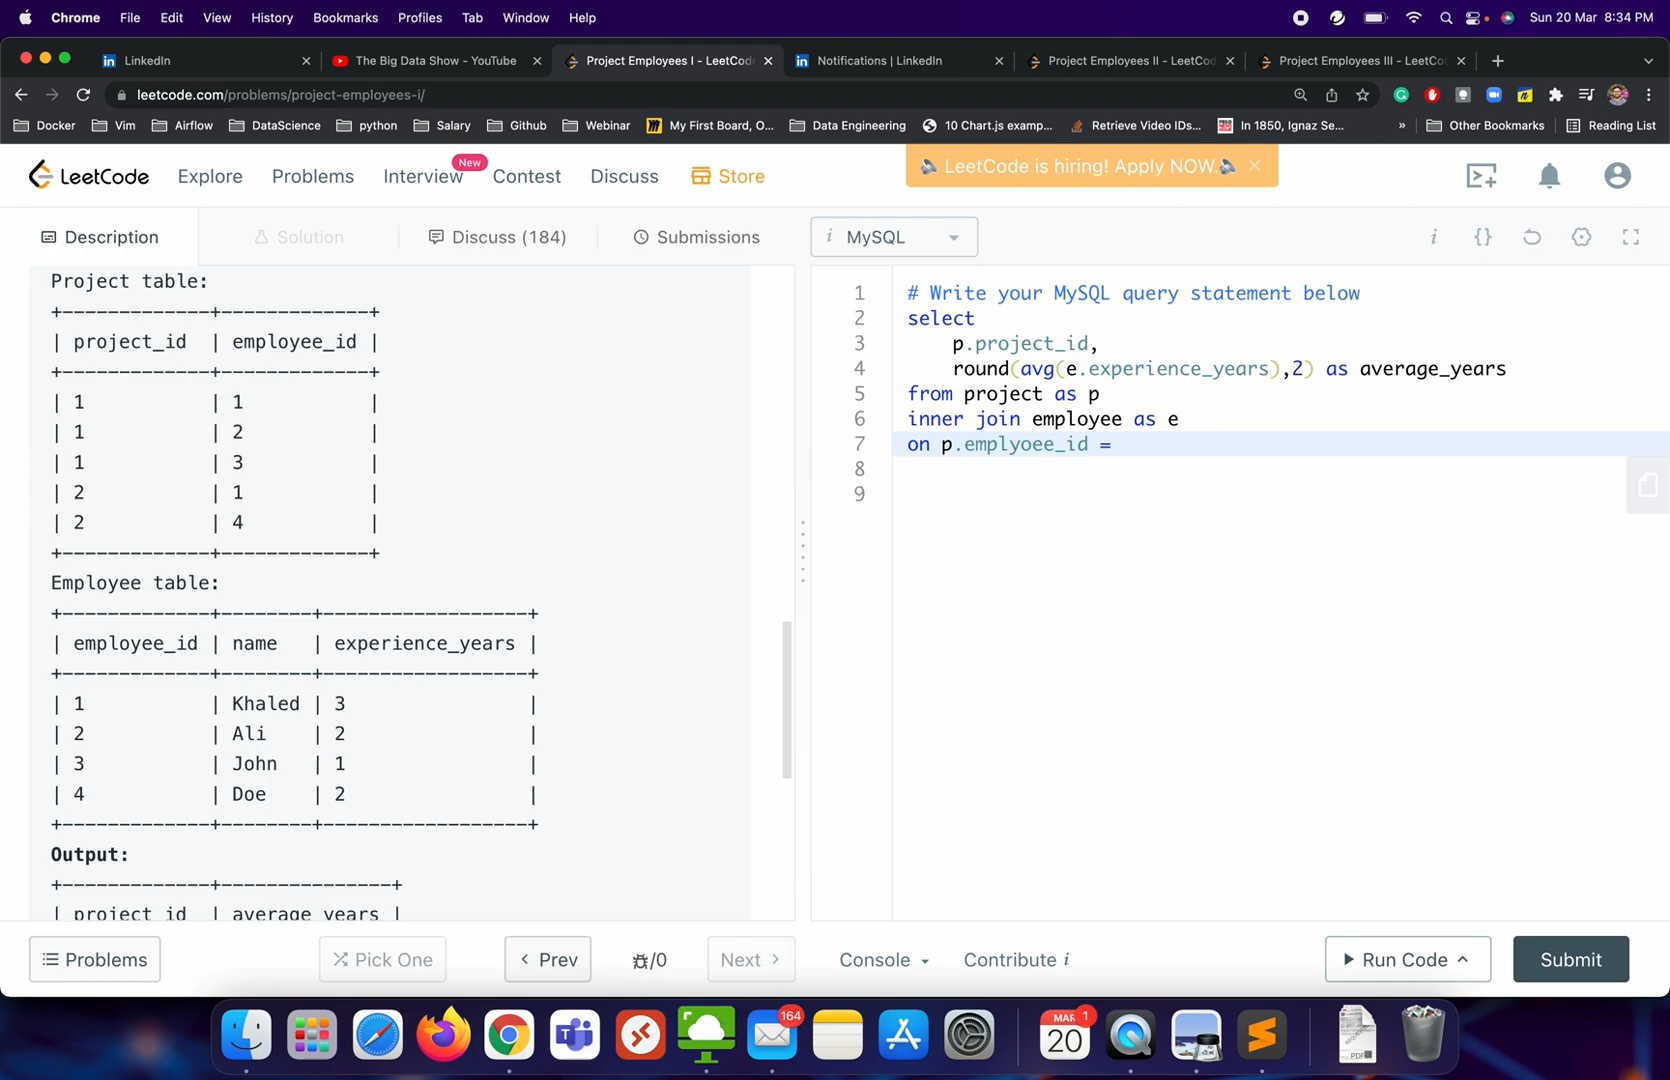 Chrome File Edit View History Bookmarks Profiles Tab Window Help Sun 20 Mar 8:34 PM
LinkedIn The Big Data Show - YouTube Project Employees I - LeetCod Notifications | LinkedIn Project Employees II - LeetCod Project Employees III - LeetCo
leetcode.com/problems/project-employees-i/
Docker Vim Airflow DataScience python Salary Github Webinar My First Board, O... Data Engineering 10 Chart.js examp... Retrieve Video IDs... In 1850, Ignaz Se... » Other Bookmarks Reading List
LeetCode Explore Problems Interview New Contest Discuss Store LeetCode is hiring! Apply NOW.
Description Solution Discuss (184) Submissions i MySQL i {}
Project table:
+-------------+-------------+
| project_id | employee_id |
+-------------+-------------+
| 1 | 1 |
| 1 | 2 |
| 1 | 3 |
| 2 | 1 |
| 2 | 4 |
+-------------+-------------+
Employee table:
+-------------+--------+------------------+
| employee_id | name | experience_years |
+-------------+--------+------------------+
| 1 | Khaled | 3 |
| 2 | Ali | 2 |
| 3 | John | 1 |
| 4 | Doe | 2 |
+-------------+--------+------------------+
Output:
+-------------+---------------+
| project_id | average_years |
1 # Write your MySQL query statement below
2 select
3 p.project_id,
4 round(avg(e.experience_years),2) as average_years
5 from project as p
6 inner join employee as e
7 on p.emplyoee_id =
8
9
Problems Pick One Prev /0 Next Console Contribute i Run Code Submit
164
MAR 1
20
PDF